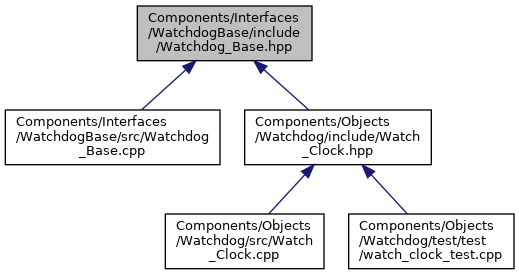 Components/Interfaces
/WatchdogBase/include
/Watchdog_Base.hpp
Components/Interfaces
/WatchdogBase/src/Watchdog
_Base.cpp
Components/Objects
/Watchdog/include/Watch
_Clock.hpp
Components/Objects
/Watchdog/src/Watch
_Clock.cpp
Components/Objects
/Watchdog/test/test
/watch_clock_test.cpp